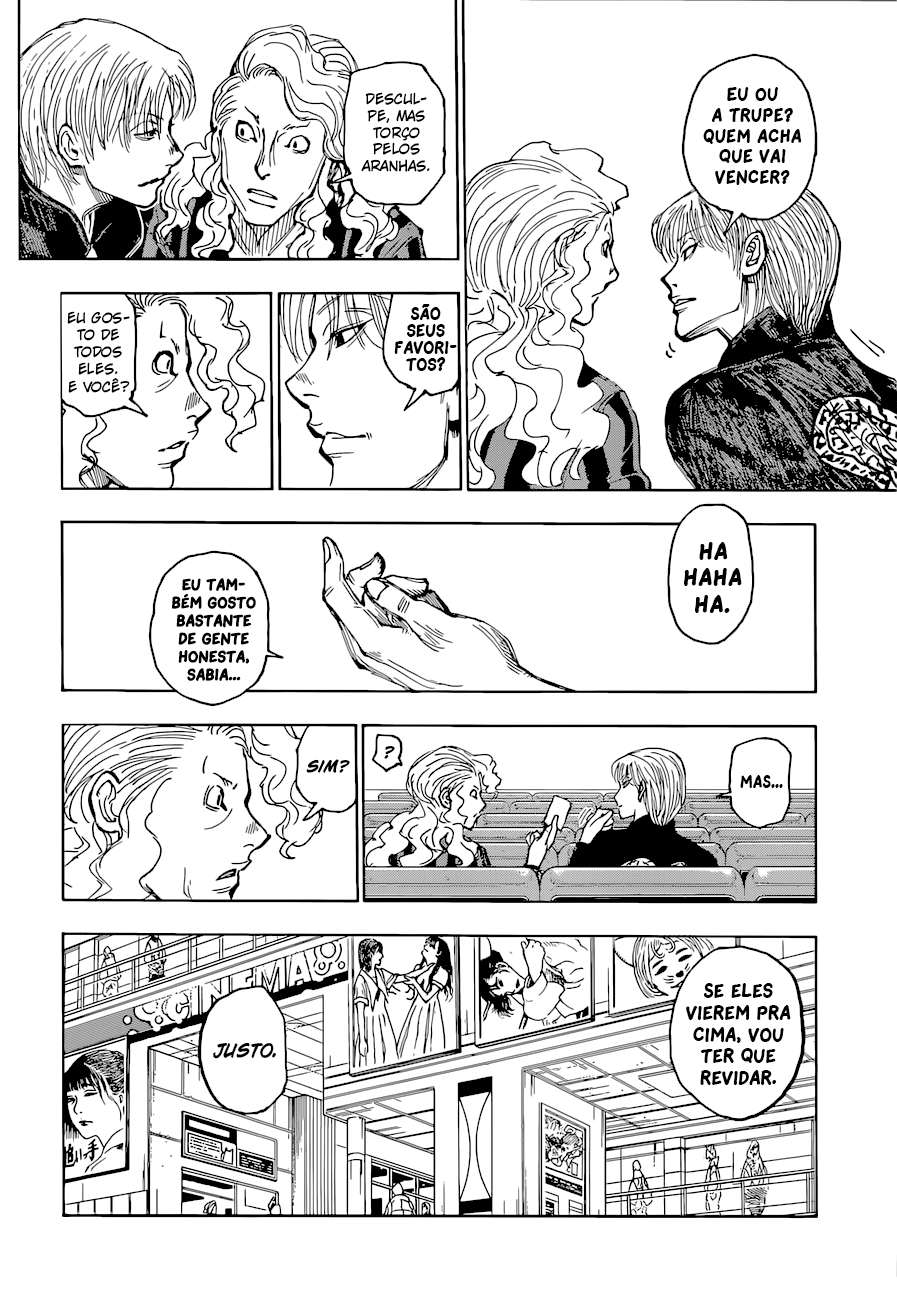 EU OU
A TRUPE?
QUEM ACHA
QUE VAI
VENCER?
DESCUL-
PE, MAS
TORÇO
PELOS
ARANHAS.
SÃO
SEUS
FAVORI-
TOS?
EU GOS-
TO DE
TODOS
ELES.
E VOCÊ?
HA
HAHA
HA.
EU TAM-
BÉM GOSTO
BASTANTE
DE GENTE
HONESTA,
SABIA...
MAS...
?
SIM?
SE ELES
VIEREM PRA
CIMA, VOU
TER QUE
REVIDAR.
JUSTO.
CINEMA